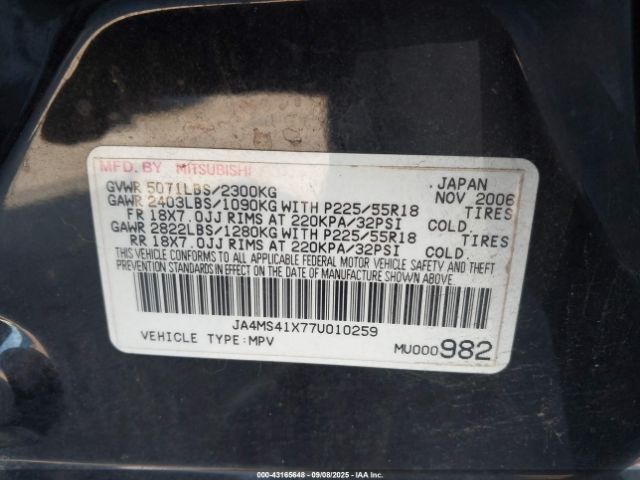 MFD. BY MITSUBISHI JAPAN
GVWR 5071LBS/2300KG NOV 2006
GAWR 2403LBS/1090KG WITH P225/55R18 TIRES
FR 18X7.0JJ RIMS AT 220KPA/32PSI COLD.
GAWR 2822LBS/1280KG WITH P225/55R18 TIRES
RR 18X7.0JJ RIMS AT 220KPA/32PSI COLD.
THIS VEHICLE CONFORMS TO ALL APPLICABLE FEDERAL MOTOR VEHICLE SAFETY AND THEFT
PREVENTION STANDARDS IN EFFECT ON THE DATE OF MANUFACTURE SHOWN ABOVE.
JA4MS41X77U010259
VEHICLE TYPE:MPV MU000982
000-43165648 - 09/08/2025 - IAA Inc.